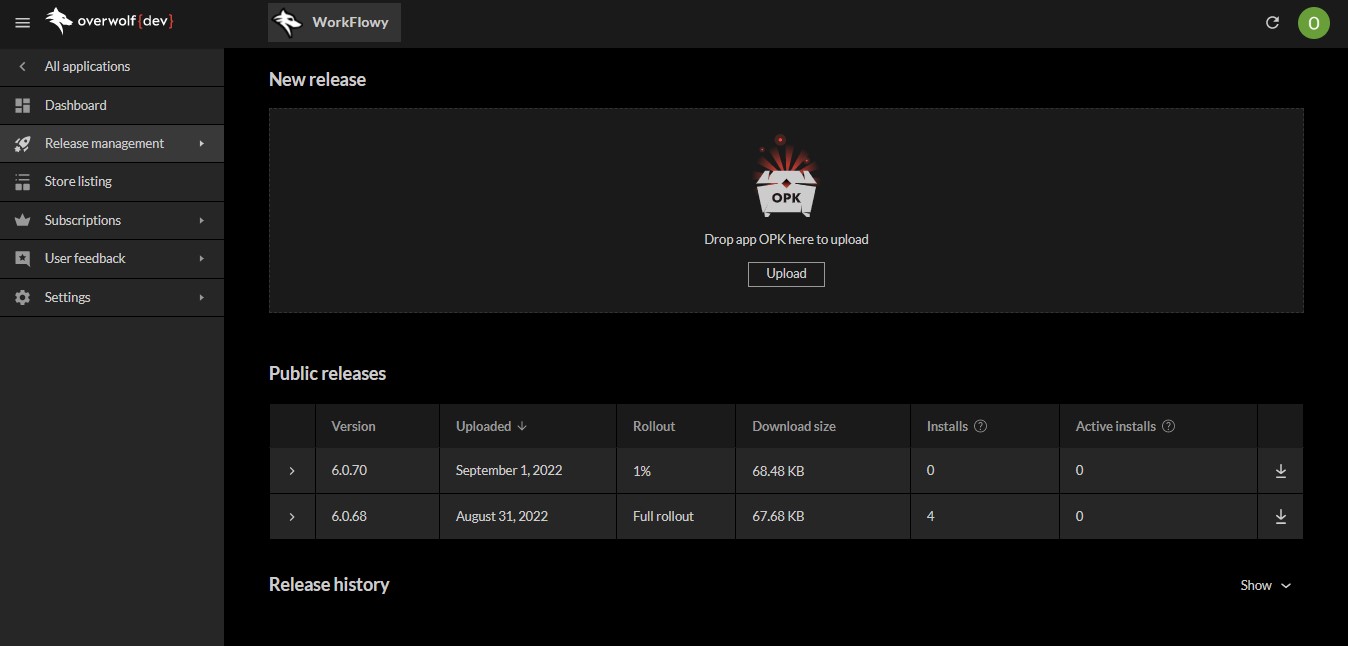 overwolf{dev}
WorkFlowy
O
All applications
Dashboard
Release management
Store listing
Subscriptions
User feedback
Settings
New release
OPK
Drop app OPK here to upload
Upload
Public releases
Version Uploaded Rollout Download size Installs ? Active installs ?
6.0.70 September 1, 2022 1% 68.48 KB 0 0
6.0.68 August 31, 2022 Full rollout 67.68 KB 4 0
Release history Show